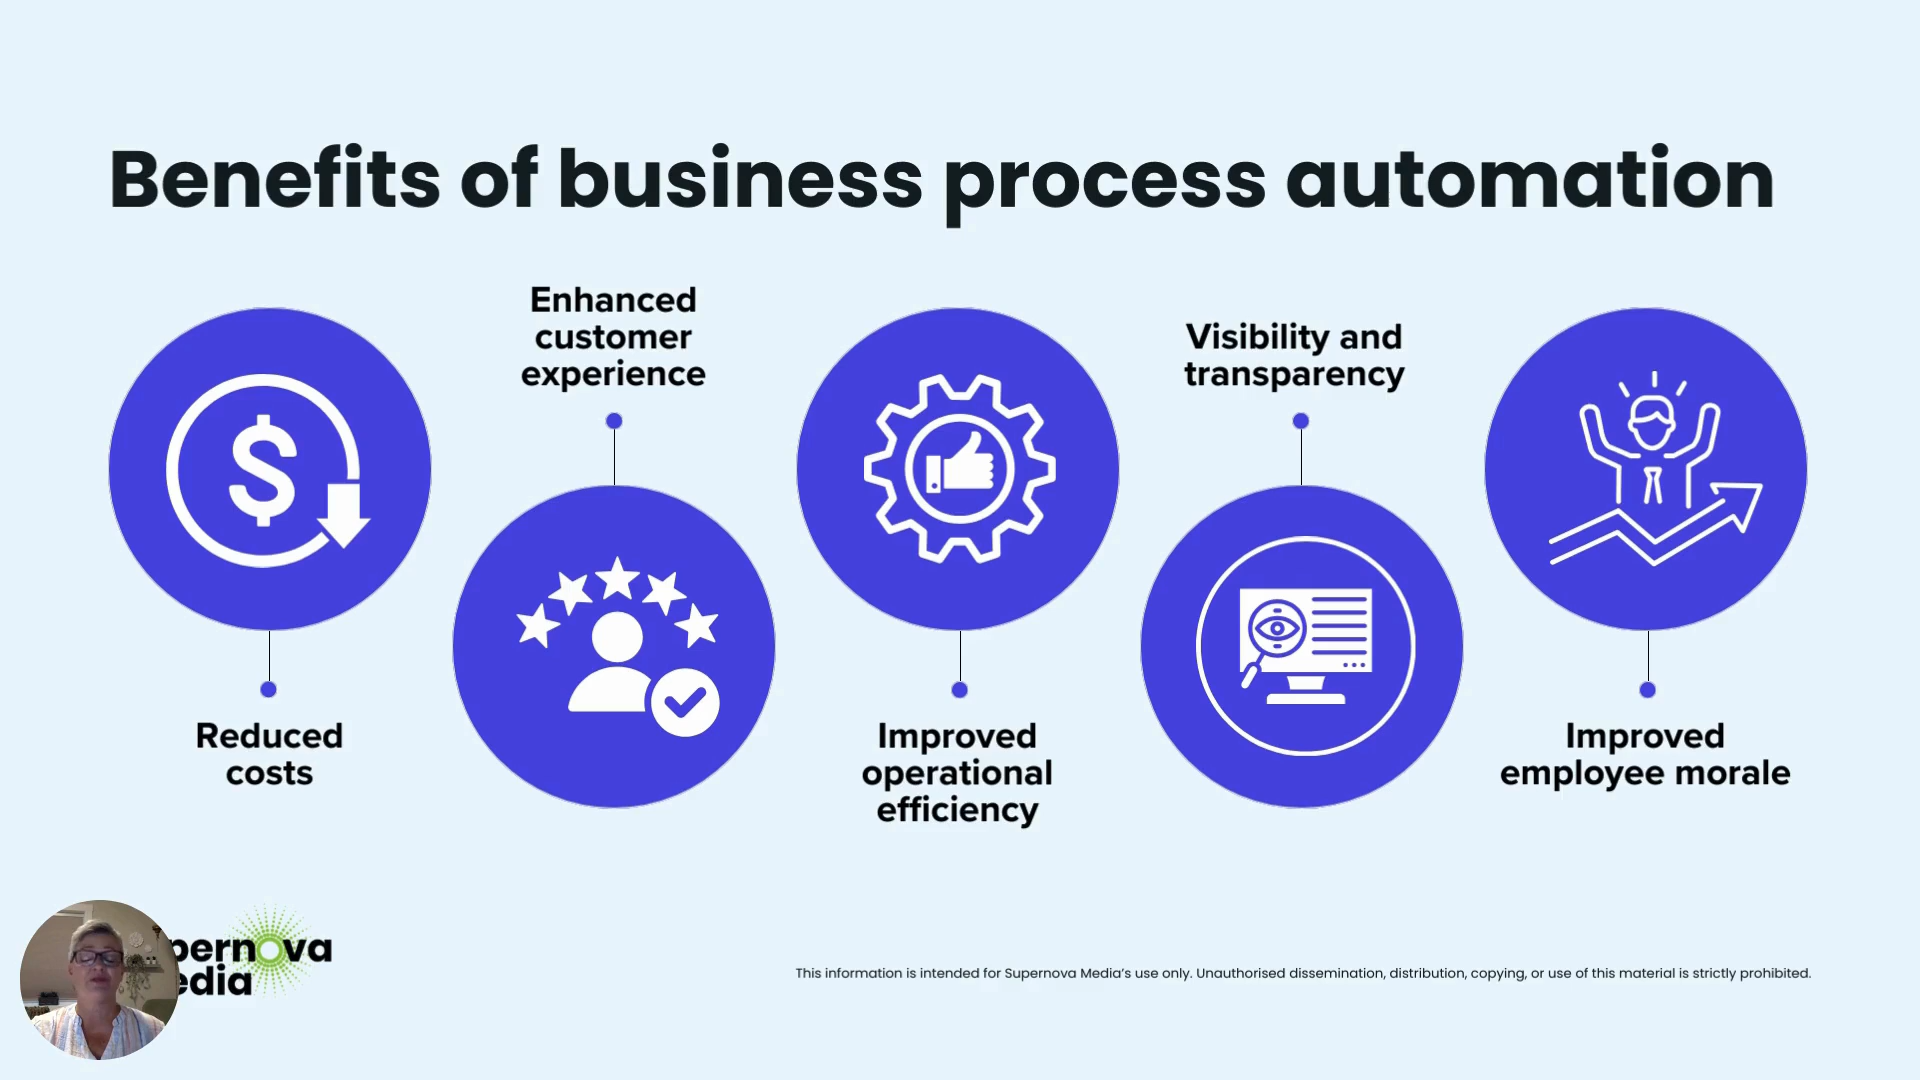 Benefits of business process automation
Enhanced
customer
experience
Visibility and
transparency
$
Reduced
costs
Improved
operational
efficiency
Improved
employee morale
pernova
edia
This information is intended for Supernova Media's use only. Unauthorised dissemination, distribution, copying, or use of this material is strictly prohibited.